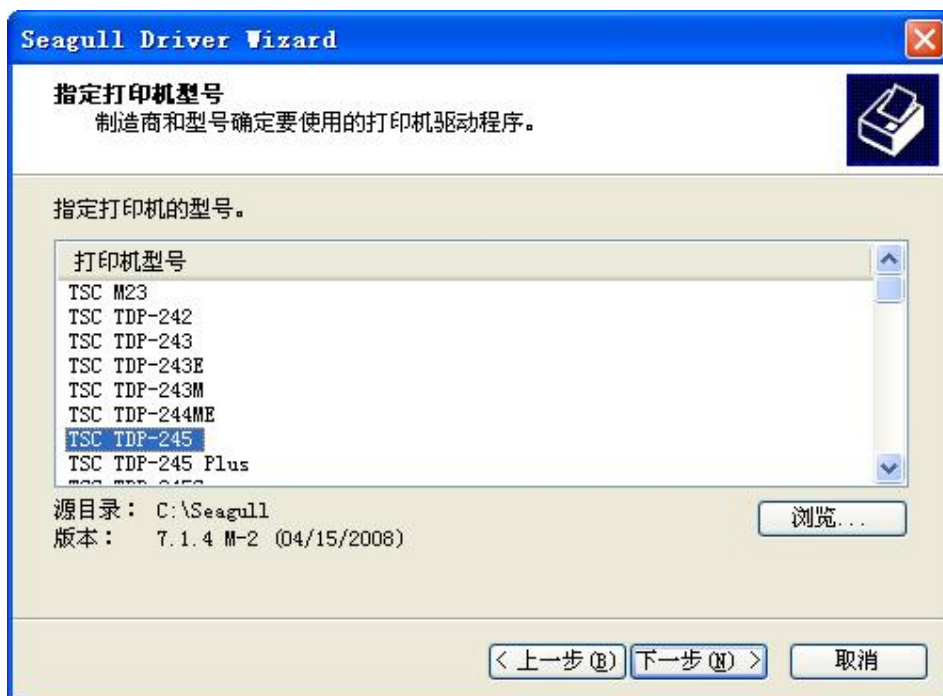 Seagull Driver Wizard
指定打印机型号
制造商和型号确定要使用的打印机驱动程序。
指定打印机的型号。
打印机型号
TSC M23
TSC TDP-242
TSC TDP-243
TSC TDP-243E
TSC TDP-243M
TSC TDP-244ME
TSC TDP-245
TSC TDP-245 Plus
源目录： C:\Seagull
浏览...
版本： 7.1.4 M-2 (04/15/2008)
< 上一步(B) 下一步(N) > 取消